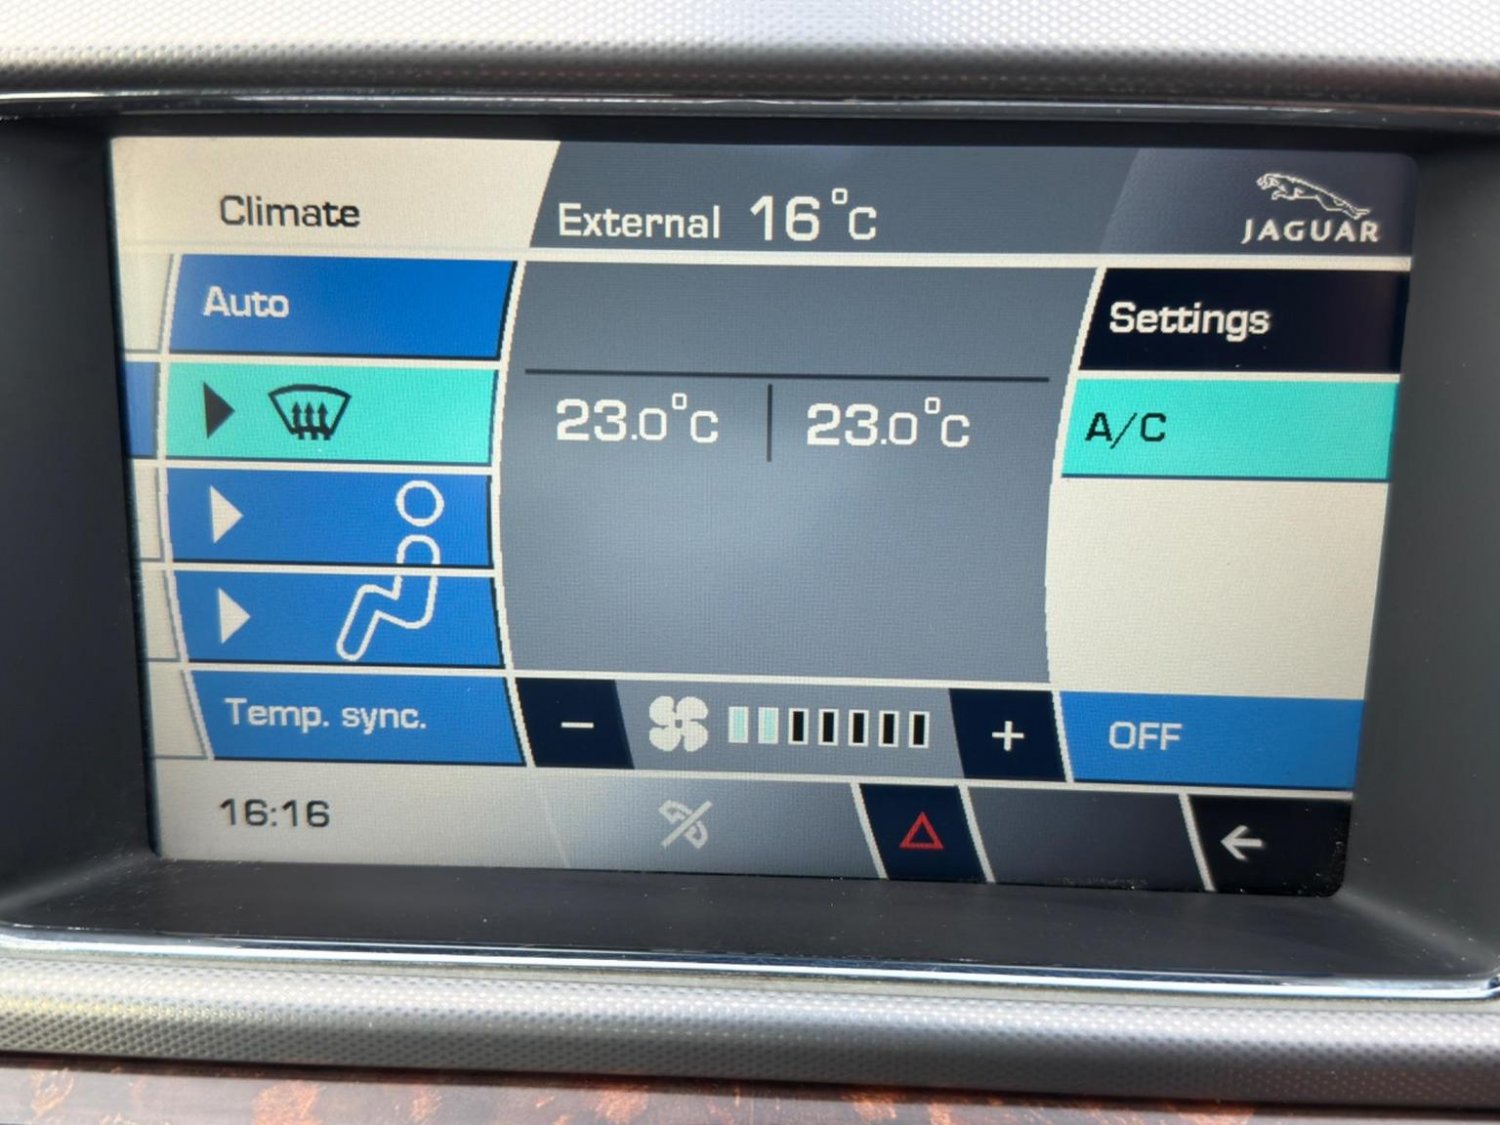 Climate
External 16°C
JAGUAR
Auto
Settings
23.0°C
23.0°C
A/C
Temp. sync.
-
+
OFF
16:16